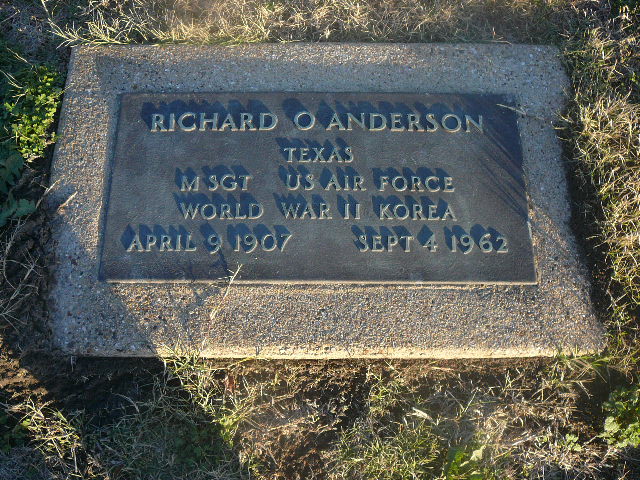 RICHARD O ANDERSON
TEXAS
M SGT US AIR FORCE
WORLD WAR II KOREA
APRIL 9, 1907 SEPT 4, 1962